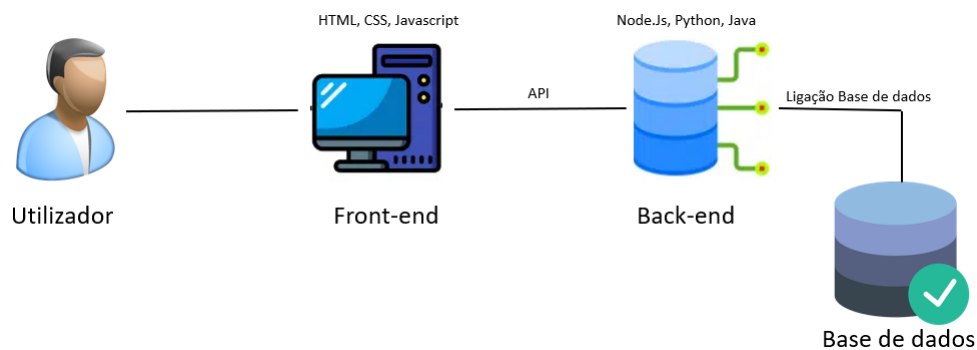 HTML, CSS, Javascript
Node.Js, Python, Java
API
Ligação Base de dados
Utilizador
Front-end
Back-end
Base de dados